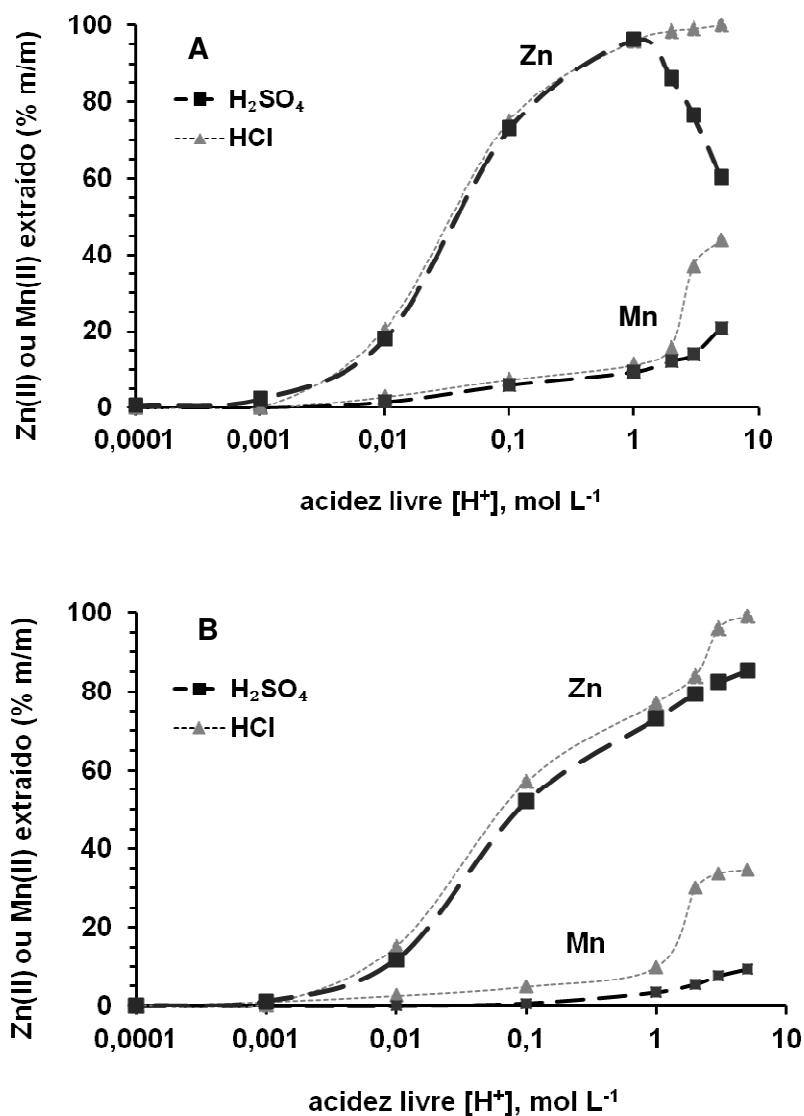 A
H₂SO₄
HCl
Zn
Mn
Zn(II) ou Mn(II) extraído (% m/m)
100
80
60
40
20
0
0,0001 0,001 0,01 0,1 1 10
acidez livre [H⁺], mol L⁻¹
B
H₂SO₄
HCl
Zn
Mn
Zn(II) ou Mn(II) extraído (% m/m)
100
80
60
40
20
0
0,0001 0,001 0,01 0,1 1 10
acidez livre [H⁺], mol L⁻¹